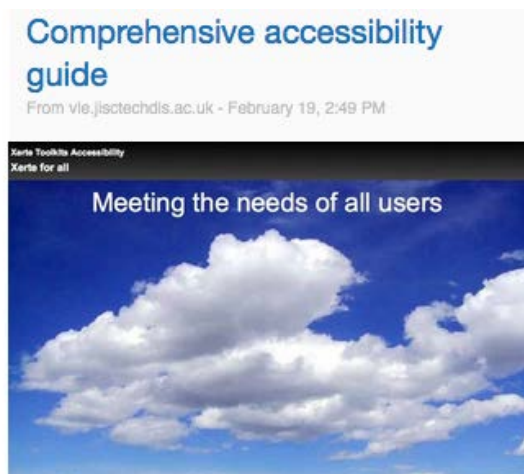 Comprehensive accessibility
guide
From vle.jisctechdis.ac.uk - February 19, 2:49 PM
Xerte Toolkits Accessibility
Xerte for all
Meeting the needs of all users